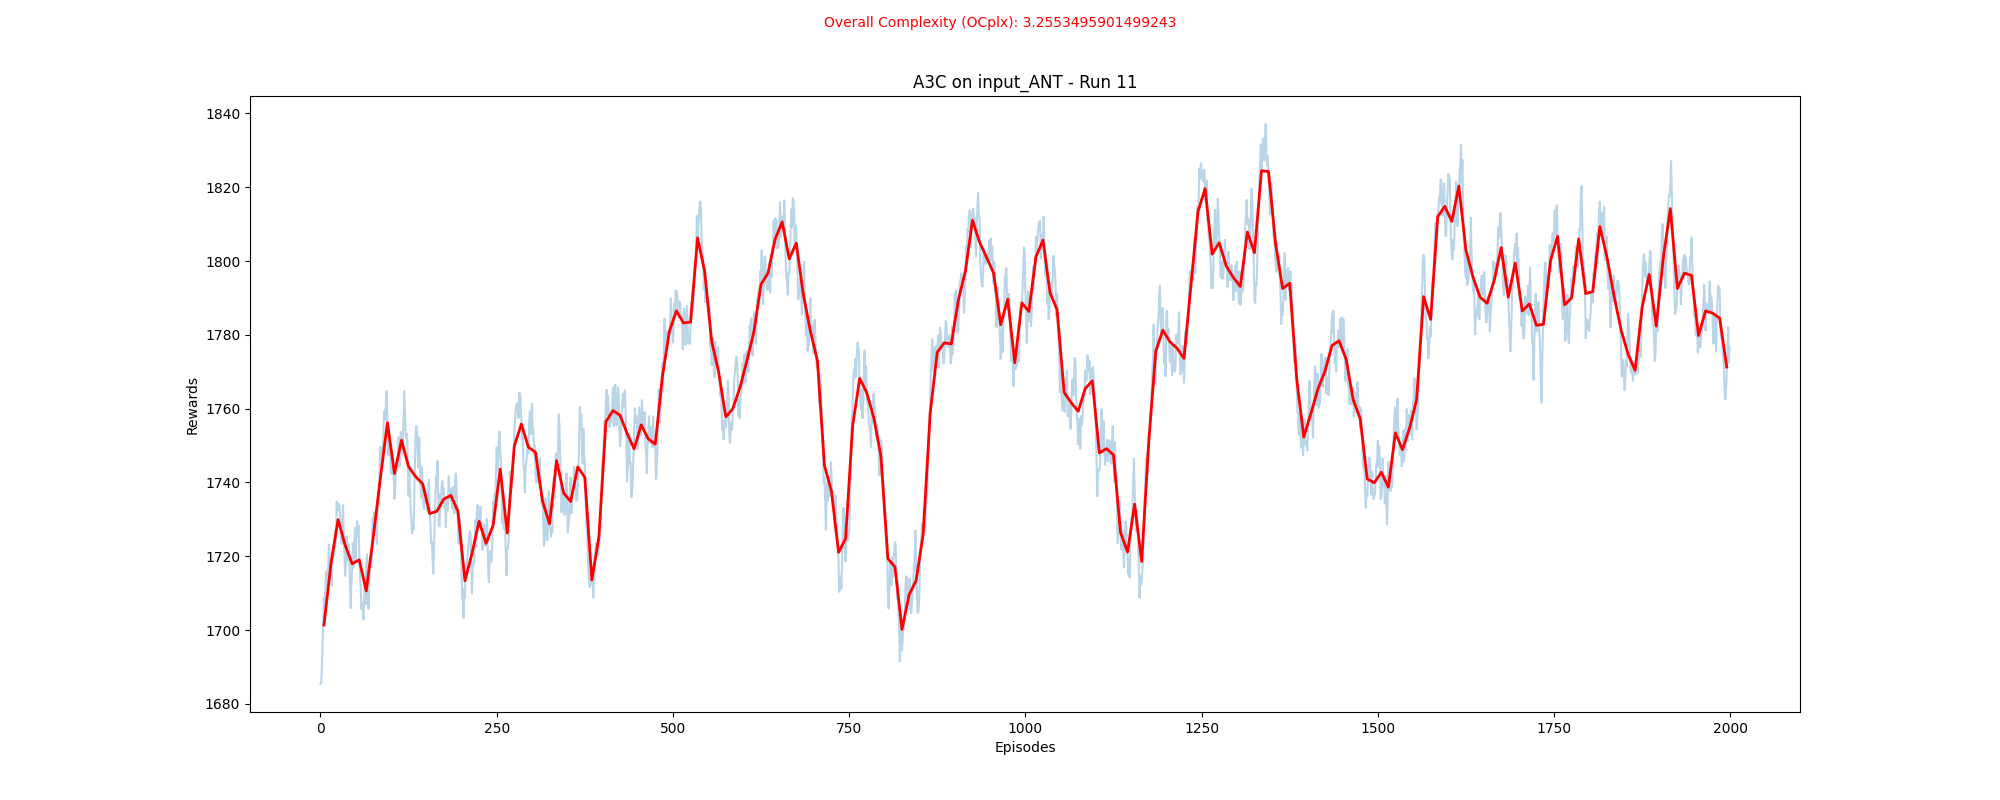 Overall Complexity (OCplx): 3.2553495901499243
A3C on input_ANT - Run 11
1840
1820
1800
1780
1760
1740
1720
1700
1680
Rewards
0 250 500 750 1000 1250 1500 1750 2000
Episodes